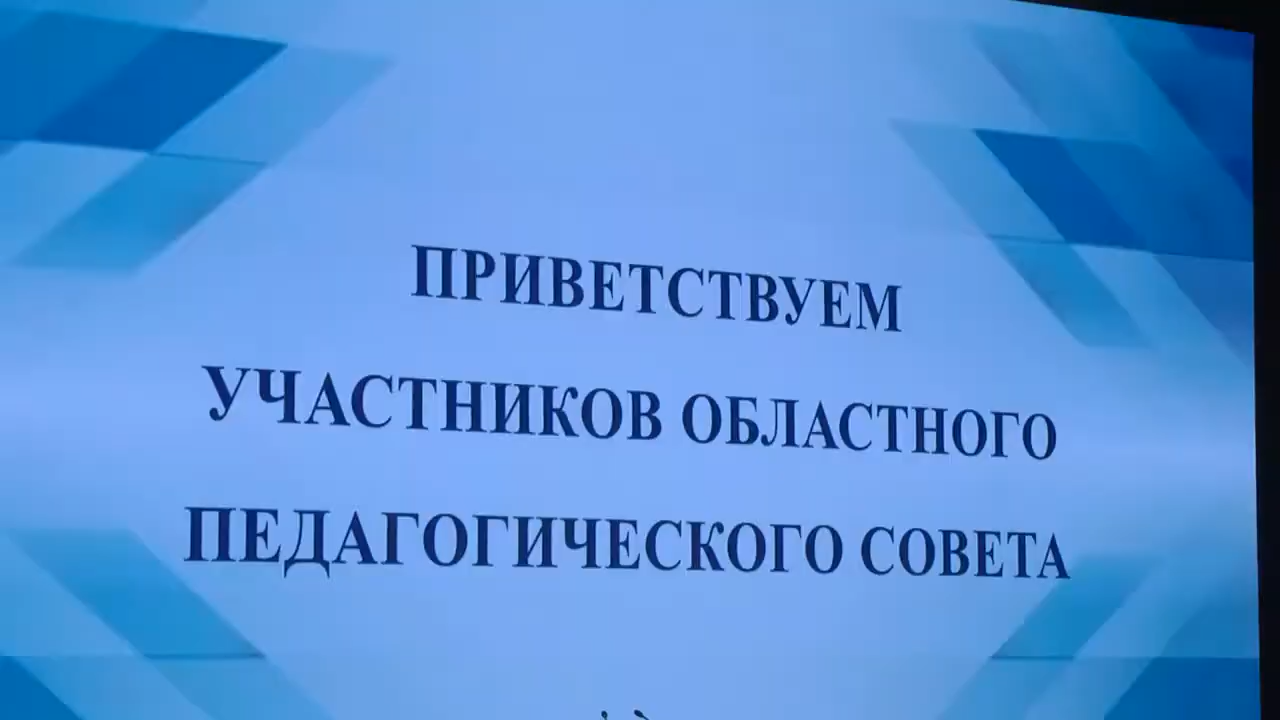 ПРИВЕТСТВУЕМ
УЧАСТНИКОВ ОБЛАСТНОГО
ПЕДАГОГИЧЕСКОГО СОВЕТА